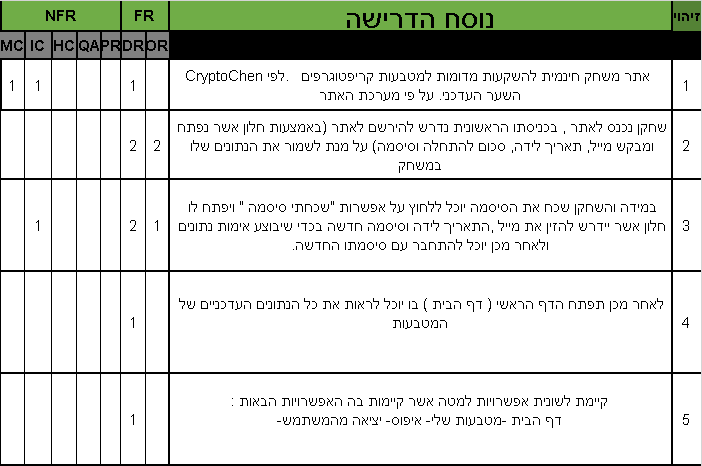 זיהוי נוסח הדרישה FR NFR
OR DR PR QA HC IC MC
1 אתר משחק חינמית להשקעות מדומות למטבעות קריפטוגרפים . לפי CryptoChen 1 1 1
השער העדכני. על פי מערכת האתר
שחקן נכנס לאתר , בכניסתו הראשונית נדרש להירשם לאתר (באמצעות חלון אשר נפתח
2 ומבקש מייל, תאריך לידה, סכום להתחלה וסיסמה) על מנת לשמור את הנתונים שלו 2 2
במשחק
במידה והשחקן שכח את הסיסמה יוכל ללחוץ על אפשרות "שכחתי סיסמה " ויפתח לו
3 חלון אשר יידרש להזין את מייל ,התאריך לידה וסיסמה חדשה בכדי שיבוצע אימות נתונים 1 2 1
ולאחר מכן יוכל להתחבר עם סיסמתו החדשה.
לאחר מכן תפתח הדף הראשי ( דף הבית ) בו יוכל לראות את כל הנתונים העדכניים של
4 המטבעות 1
קיימת לשונית אפשרויות למטה אשר קיימות בה האפשרויות הבאות :
5 דף הבית -מטבעות שלי- איפוס- יציאה מהמשתמש- 1